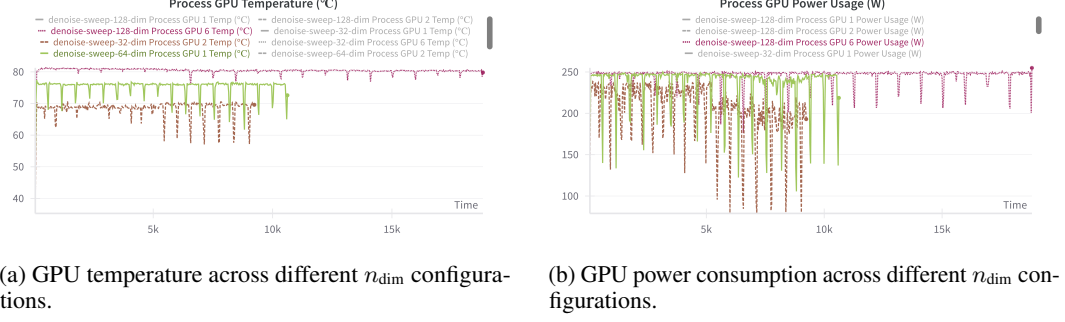 Process GPU Temperature (℃)
denoise-sweep-128-dim Process GPU 1 Temp (℃) denoise-sweep-128-dim Process GPU 2 Temp (℃)
denoise-sweep-128-dim Process GPU 6 Temp (℃) denoise-sweep-32-dim Process GPU 1 Temp (℃)
denoise-sweep-32-dim Process GPU 2 Temp (℃) denoise-sweep-32-dim Process GPU 6 Temp (℃)
denoise-sweep-64-dim Process GPU 1 Temp (℃) denoise-sweep-64-dim Process GPU 2 Temp (℃)
80
70
60
50
40
Time
5k 10k 15k
Process GPU Power Usage (W)
denoise-sweep-128-dim Process GPU 1 Power Usage (W)
denoise-sweep-128-dim Process GPU 2 Power Usage (W)
denoise-sweep-128-dim Process GPU 6 Power Usage (W)
denoise-sweep-32-dim Process GPU 1 Power Usage (W)
250
200
150
100
Time
5k 10k 15k
(a) GPU temperature across different n_dim configura-
tions.
(b) GPU power consumption across different n_dim con-
figurations.